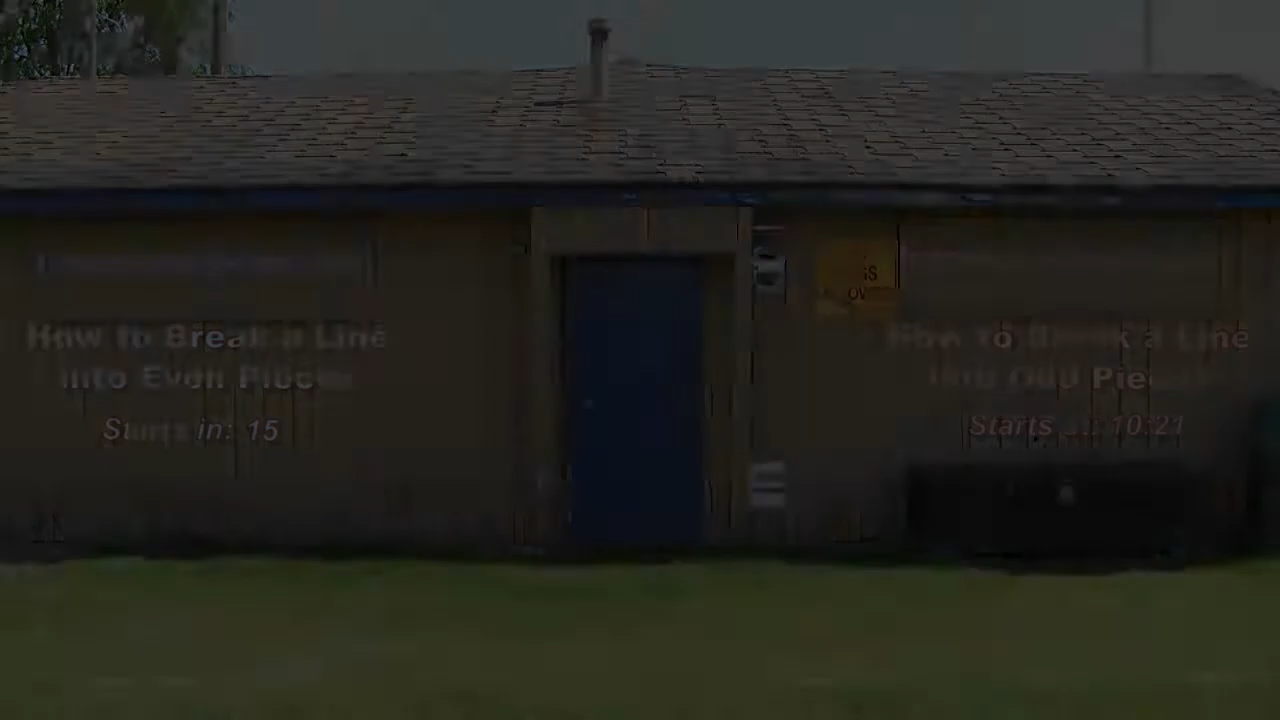 How to Break a Line
into Even Pieces
Starts in: 15
How to Break a Line
into Odd Pieces
Starts in: 10:21